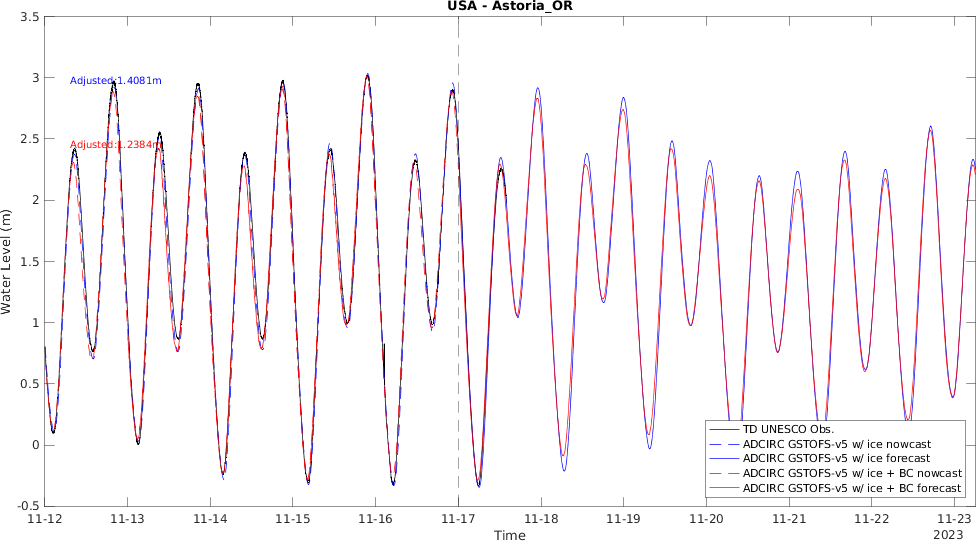 USA - Astoria_OR
3.5
3
2.5
2
1.5
1
0.5
0
-0.5
Water Level (m)
Adjusted:1.4081m
Adjusted:1.2384m
TD UNESCO Obs.
ADCIRC GSTOFS-v5 w/ ice nowcast
ADCIRC GSTOFS-v5 w/ ice forecast
ADCIRC GSTOFS-v5 w/ ice + BC nowcast
ADCIRC GSTOFS-v5 w/ ice + BC forecast
11-12 11-13 11-14 11-15 11-16 11-17 11-18 11-19 11-20 11-21 11-22 11-23
2023
Time